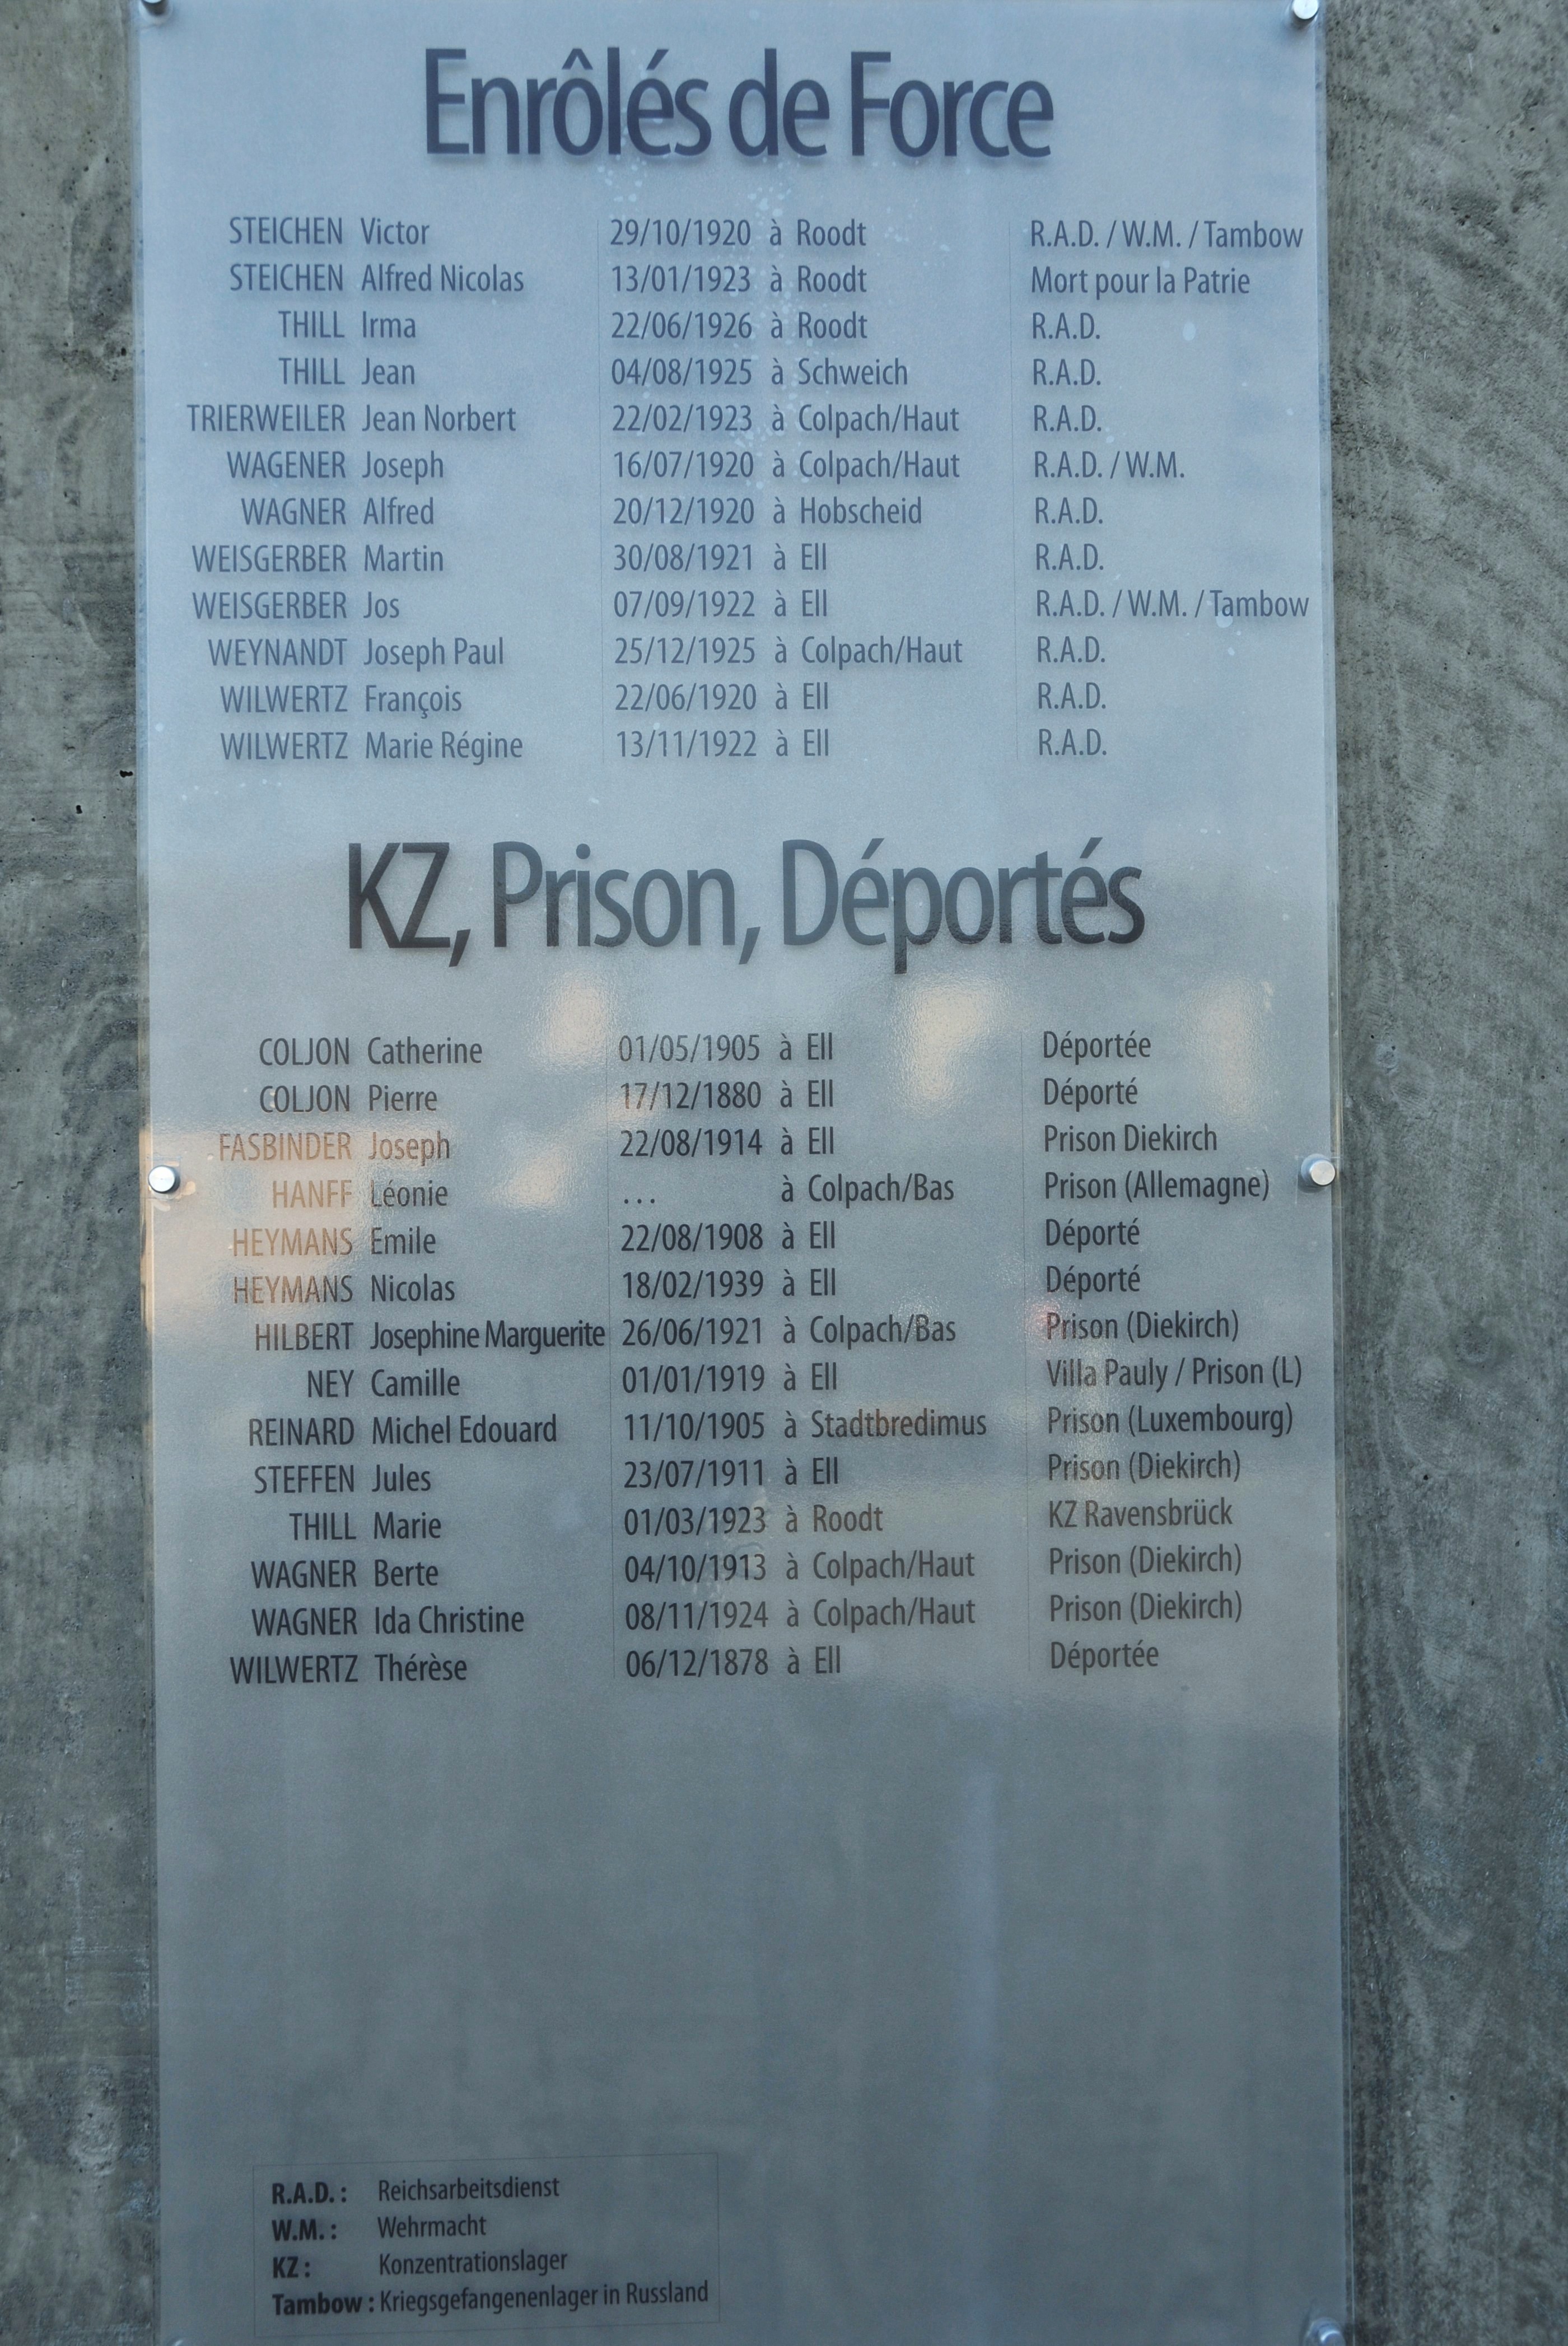 Enrôlés de Force
STEICHEN Victor 29/10/1920 à Roodt R.A.D. / W.M. / Tambow
STEICHEN Alfred Nicolas 13/01/1923 à Roodt Mort pour la Patrie
THILL Irma 22/06/1926 à Roodt R.A.D.
THILL Jean 04/08/1925 à Schweich R.A.D.
TRIERWEILER Jean Norbert 22/02/1923 à Colpach/Haut R.A.D.
WAGENER Joseph 16/07/1920 à Colpach/Haut R.A.D. / W.M.
WAGNER Alfred 20/12/1920 à Hobscheid R.A.D.
WEISGERBER Martin 30/08/1921 à Ell R.A.D.
WEISGERBER Jos 07/09/1922 à Ell R.A.D. / W.M. / Tambow
WEYNANDT Joseph Paul 25/12/1925 à Colpach/Haut R.A.D.
WILWERTZ François 22/06/1920 à Ell R.A.D.
WILWERTZ Marie Régine 13/11/1922 à Ell R.A.D.
KZ, Prison, Déportés
COLJON Catherine 01/05/1905 à Ell Déportée
COLJON Pierre 17/12/1880 à Ell Déporté
FASBINDER Joseph 22/08/1914 à Ell Prison Diekirch
HANFF Léonie ... à Colpach/Bas Prison (Allemagne)
HEYMANS Emile 22/08/1908 à Ell Déporté
HEYMANS Nicolas 18/02/1939 à Ell Déporté
HILBERT Josephine Marguerite 26/06/1921 à Colpach/Bas Prison (Diekirch)
NEY Camille 01/01/1919 à Ell Villa Pauly / Prison (L)
REINARD Michel Edouard 11/10/1905 à Stadtbredimus Prison (Luxembourg)
STEFFEN Jules 23/07/1911 à Ell Prison (Diekirch)
THILL Marie 01/03/1923 à Roodt KZ Ravensbrück
WAGNER Berte 04/10/1913 à Colpach/Haut Prison (Diekirch)
WAGNER Ida Christine 08/11/1924 à Colpach/Haut Prison (Diekirch)
WILWERTZ Thérèse 06/12/1878 à Ell Déportée
R.A.D. : Reichsarbeitsdienst
W.M. : Wehrmacht
KZ : Konzentrationslager
Tambow : Kriegsgefangenenlager in Russland